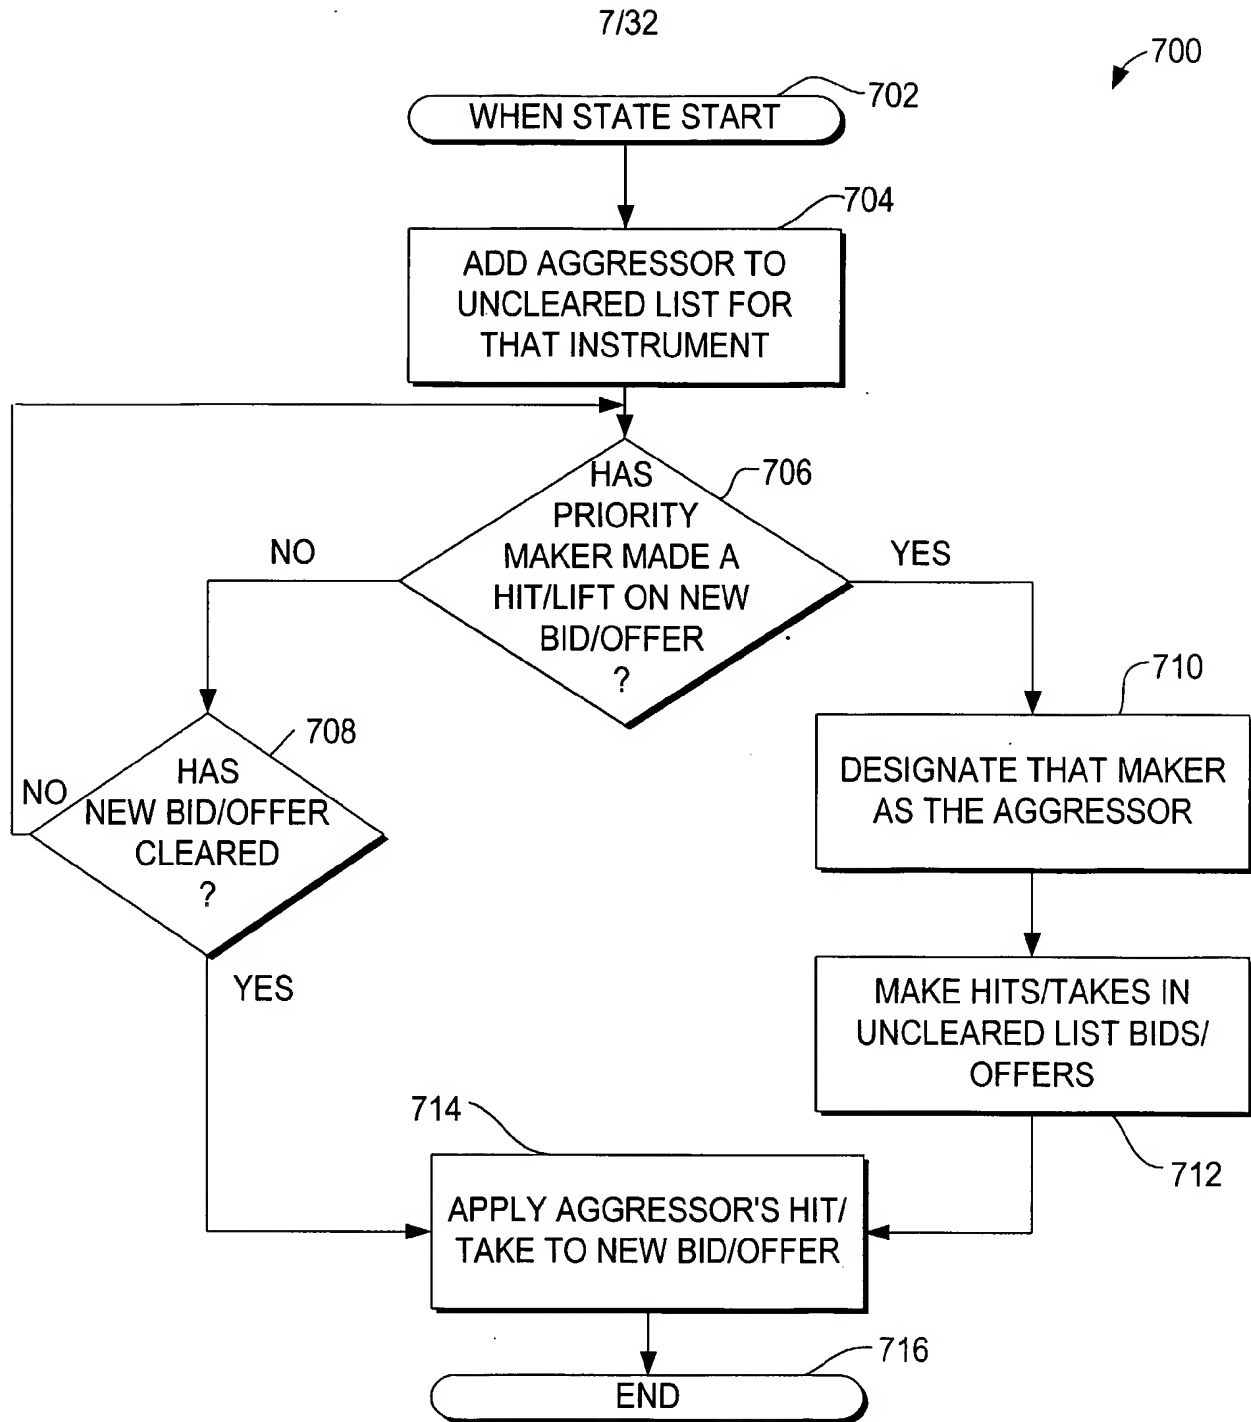 7/32
700
702
WHEN STATE START
704
ADD AGGRESSOR TO
UNCLEARED LIST FOR
THAT INSTRUMENT
706
HAS
PRIORITY
MAKER MADE A
HIT/LIFT ON NEW
BID/OFFER
?
NO
YES
708
HAS
NEW BID/OFFER
CLEARED
?
NO
YES
710
DESIGNATE THAT MAKER
AS THE AGGRESSOR
MAKE HITS/TAKES IN
UNCLEARED LIST BIDS/
OFFERS
712
714
APPLY AGGRESSOR'S HIT/
TAKE TO NEW BID/OFFER
716
END